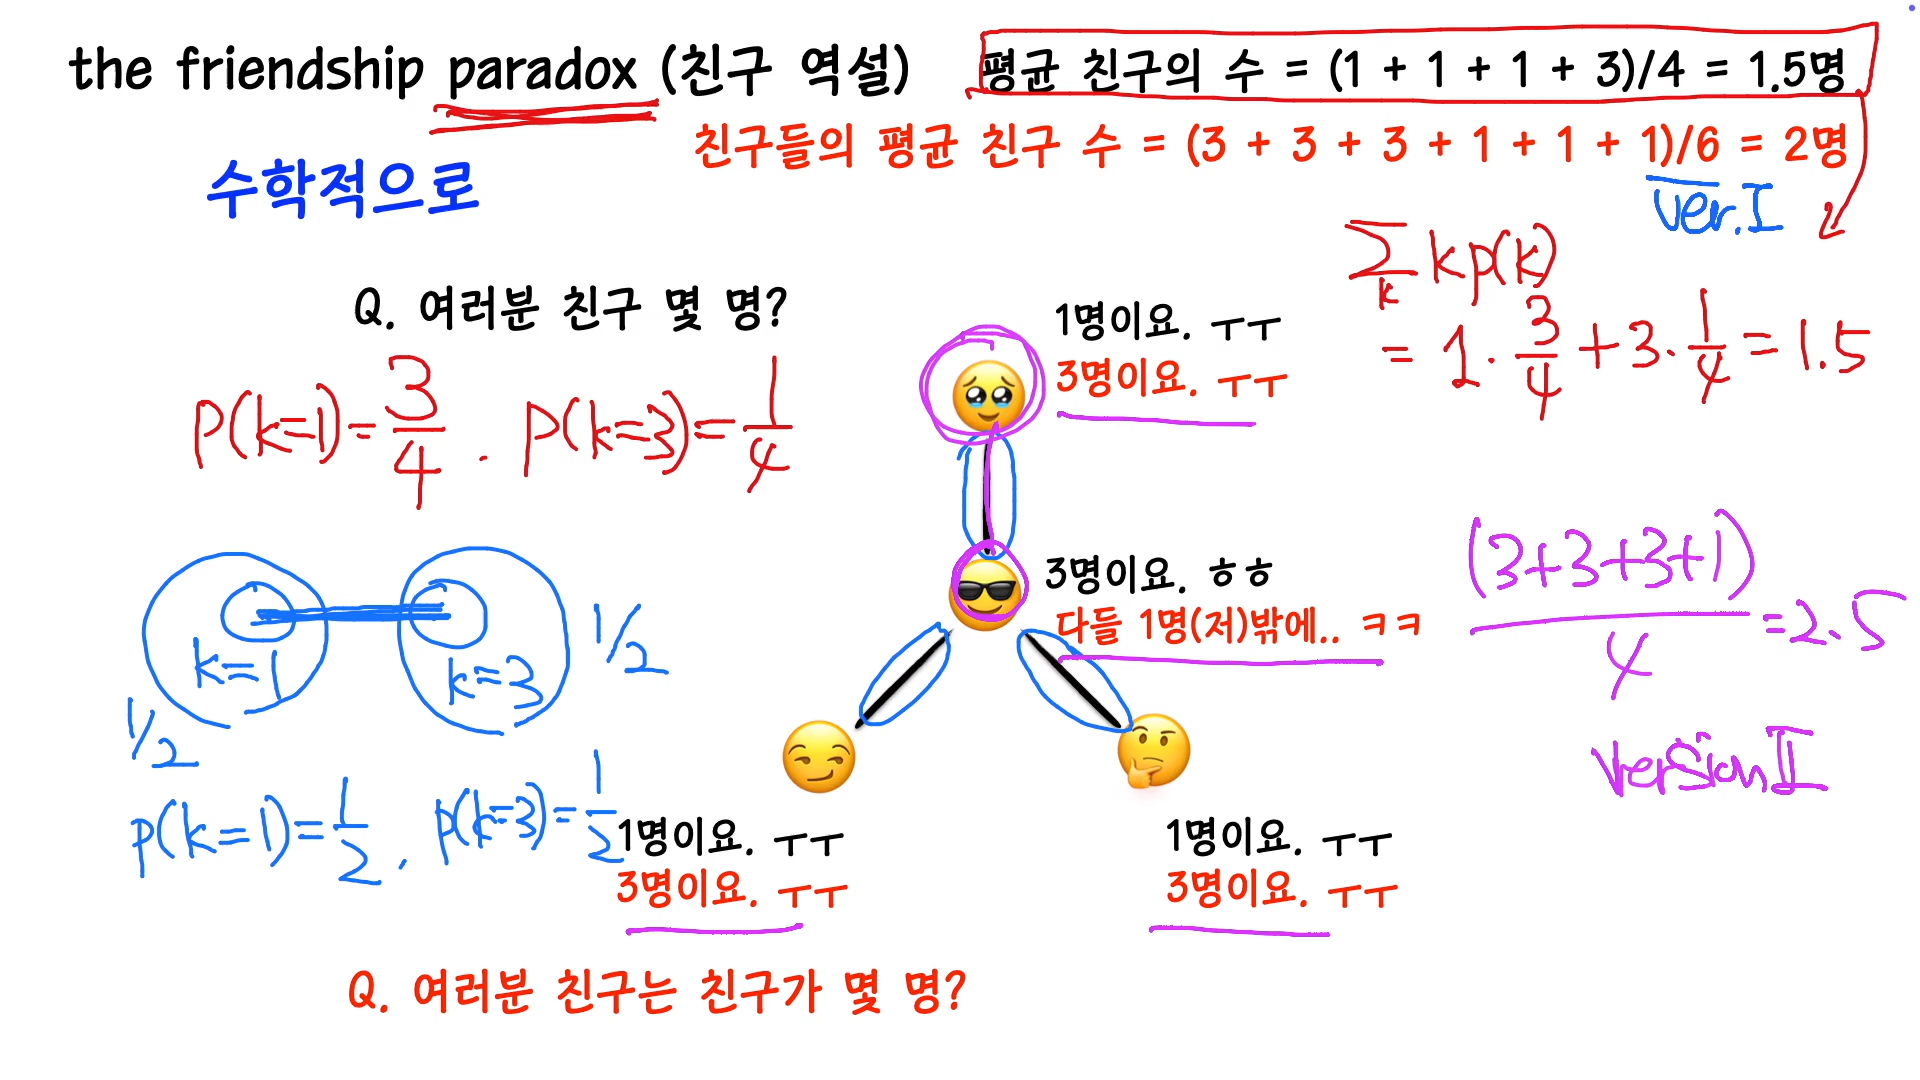 the friendship paradox (친구 역설)
평균 친구의 수 = (1 + 1 + 1 + 3)/4 = 1.5명
친구들의 평균 친구 수 = (3 + 3 + 3 + 1 + 1 + 1)/6 = 2명
수학적으로
ver. I
∑ₖ k p(k)
= 1 · 3/4 + 3 · 1/4 = 1.5
Q. 여러분 친구 몇 명?
P(k=1) = 3/4 . P(k=3) = 1/4
1명이요. ㅜㅜ
3명이요. ㅜㅜ
3명이요. ㅎㅎ
다들 1명(저)밖에.. ㅋㅋ
(3+3+3+1)/4 = 2.5
version II
k=1
k=3
1/2
1/2
p(k=1) = 1/2 , p(k=3) = 1/2
1명이요. ㅜㅜ
3명이요. ㅜㅜ
1명이요. ㅜㅜ
3명이요. ㅜㅜ
Q. 여러분 친구는 친구가 몇 명?